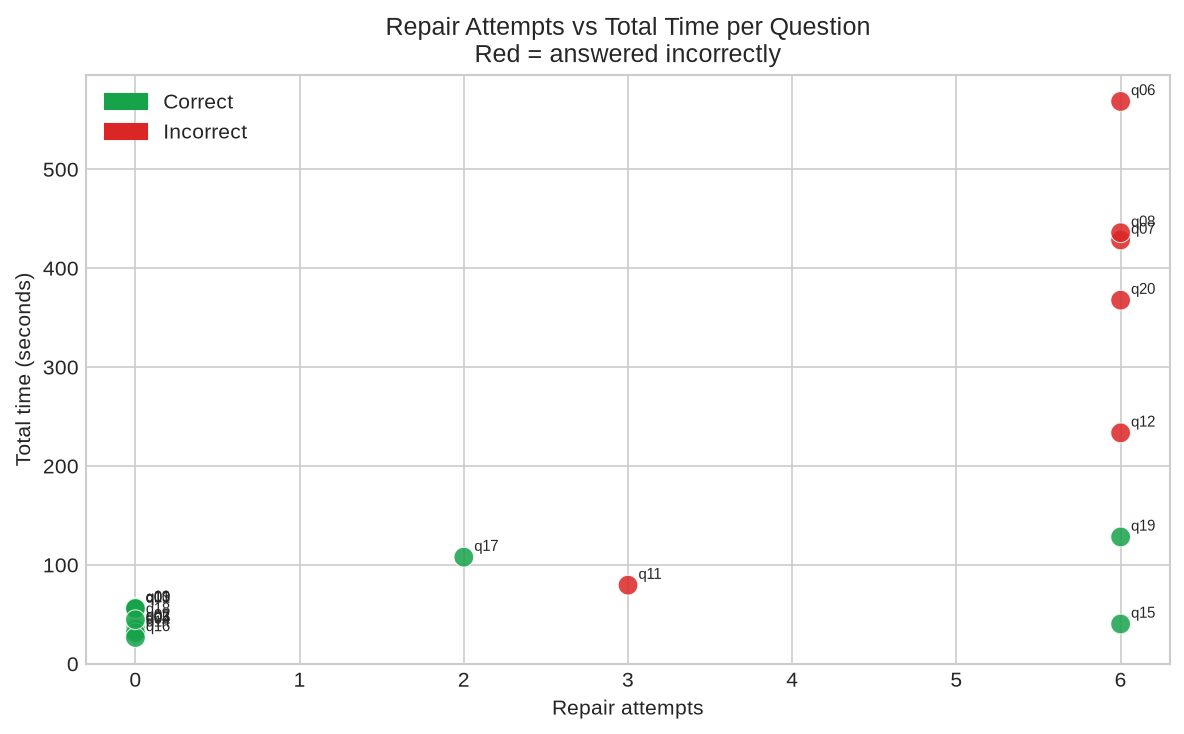 Repair Attempts vs Total Time per Question
Red = answered incorrectly
Correct
Incorrect
q06
500
q08
q07
400
q20
300
q12
200
q19
q17
100
q11
q15
q18
q16
0
0 1 2 3 4 5 6
Total time (seconds)
Repair attempts